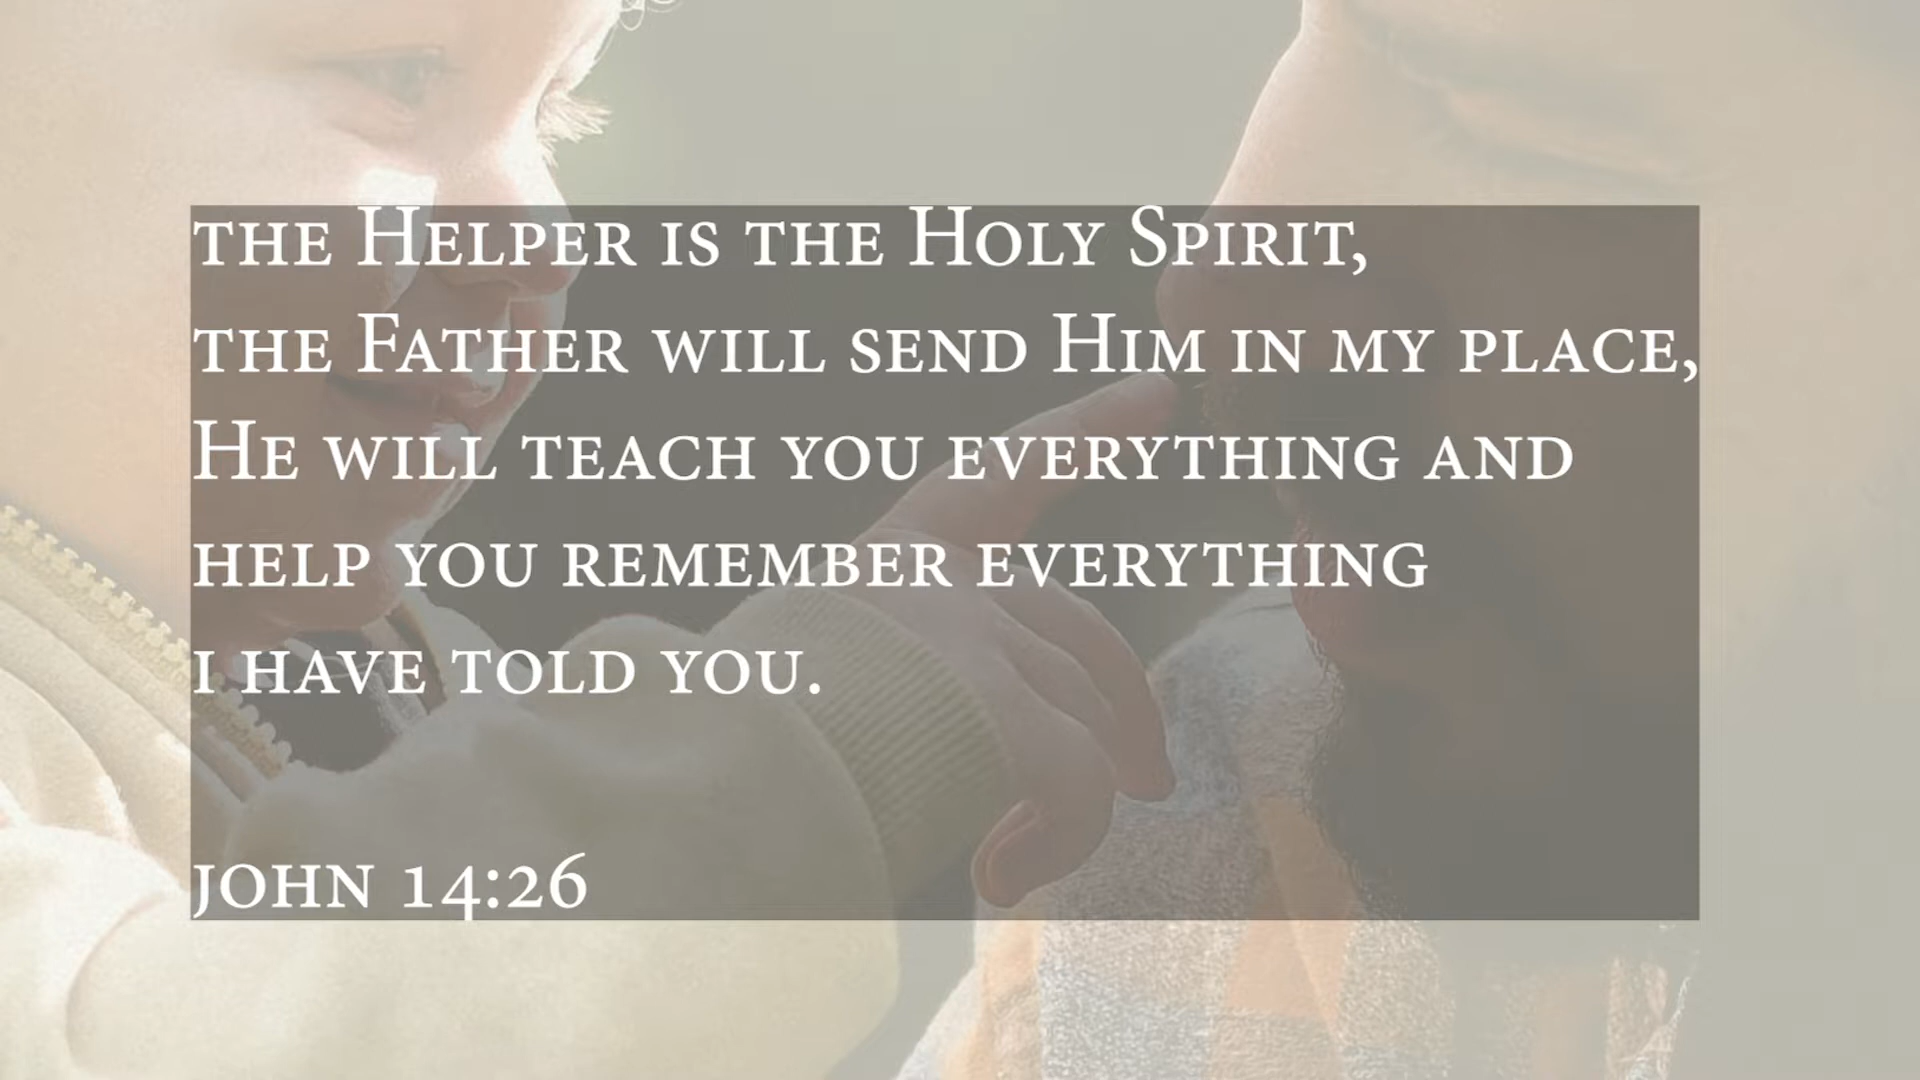 the Helper is the Holy Spirit,
the Father will send Him in my place,
He will teach you everything and
help you remember everything
i have told you.
john 14:26